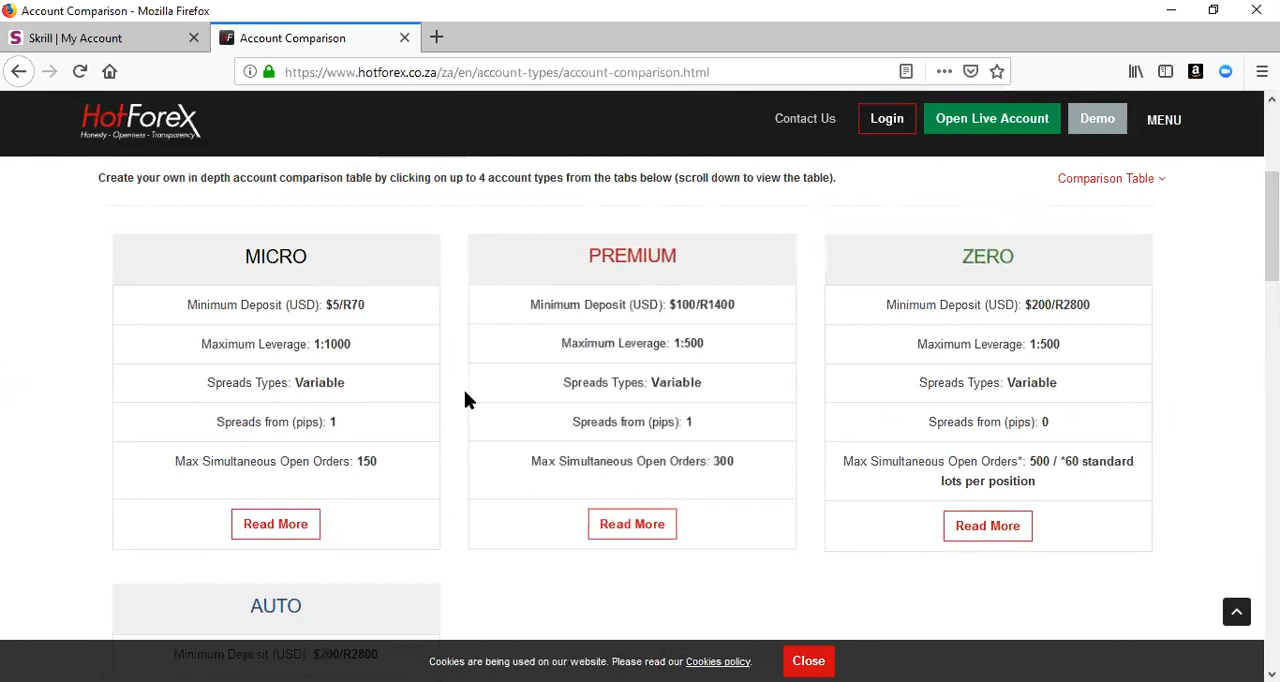 Account Comparison - Mozilla Firefox
Skrill | My Account
Account Comparison
https://www.hotforex.co.za/za/en/account-types/account-comparison.html
HotForex
Honesty - Openness - Transparency
Contact Us
Login
Open Live Account
Demo
MENU
Create your own in depth account comparison table by clicking on up to 4 account types from the tabs below (scroll down to view the table).
Comparison Table
MICRO
Minimum Deposit (USD): $5/R70
Maximum Leverage: 1:1000
Spreads Types: Variable
Spreads from (pips): 1
Max Simultaneous Open Orders: 150
Read More
PREMIUM
Minimum Deposit (USD): $100/R1400
Maximum Leverage: 1:500
Spreads Types: Variable
Spreads from (pips): 1
Max Simultaneous Open Orders: 300
Read More
ZERO
Minimum Deposit (USD): $200/R2800
Maximum Leverage: 1:500
Spreads Types: Variable
Spreads from (pips): 0
Max Simultaneous Open Orders*: 500 / *60 standard
lots per position
Read More
AUTO
Minimum Deposit (USD) $200/R2800
Cookies are being used on our website. Please read our Cookies policy.
Close